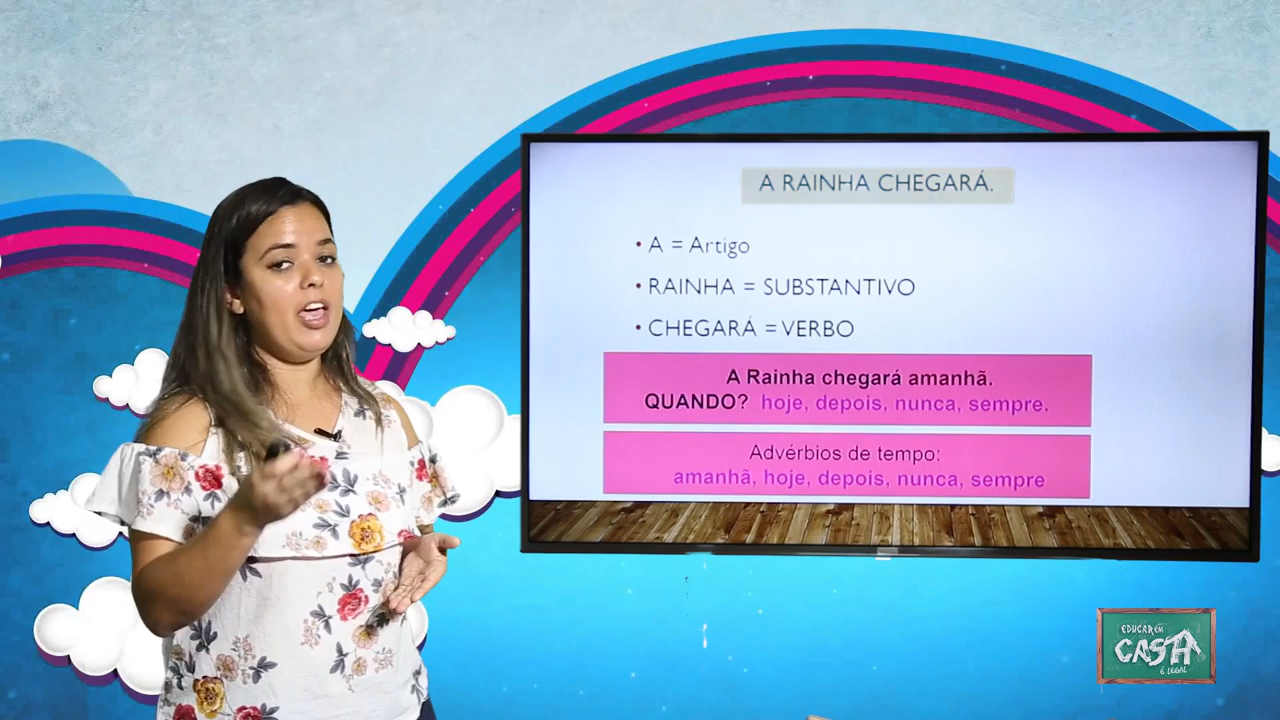 A RAINHA CHEGARÁ.
• A = Artigo
• RAINHA = SUBSTANTIVO
• CHEGARÁ = VERBO
A Rainha chegará amanhã.
QUANDO? hoje, depois, nunca, sempre.
Advérbios de tempo:
amanhã, hoje, depois, nunca, sempre
EDUCAR EM
CASA
É LEGAL